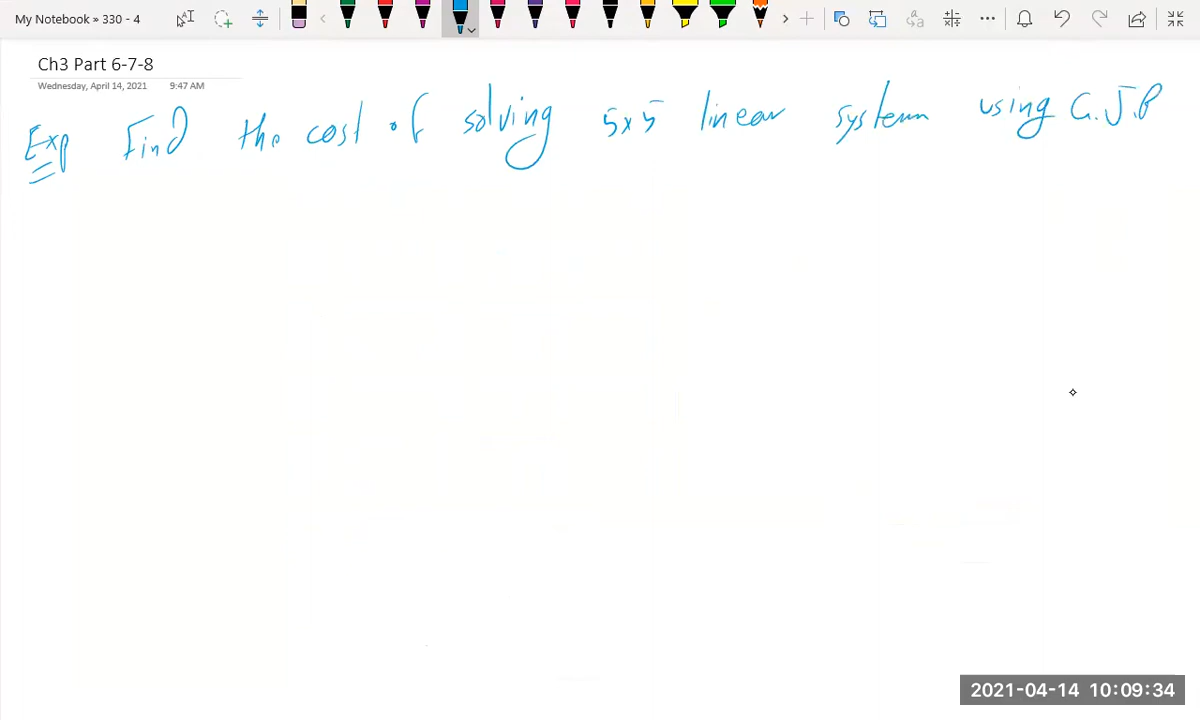 My Notebook » 330 - 4
Ch3 Part 6-7-8
Wednesday, April 14, 2021 9:47 AM
Exp Find the cost of solving 5x5 linear system using G.J.P
2021-04-14 10:09:34